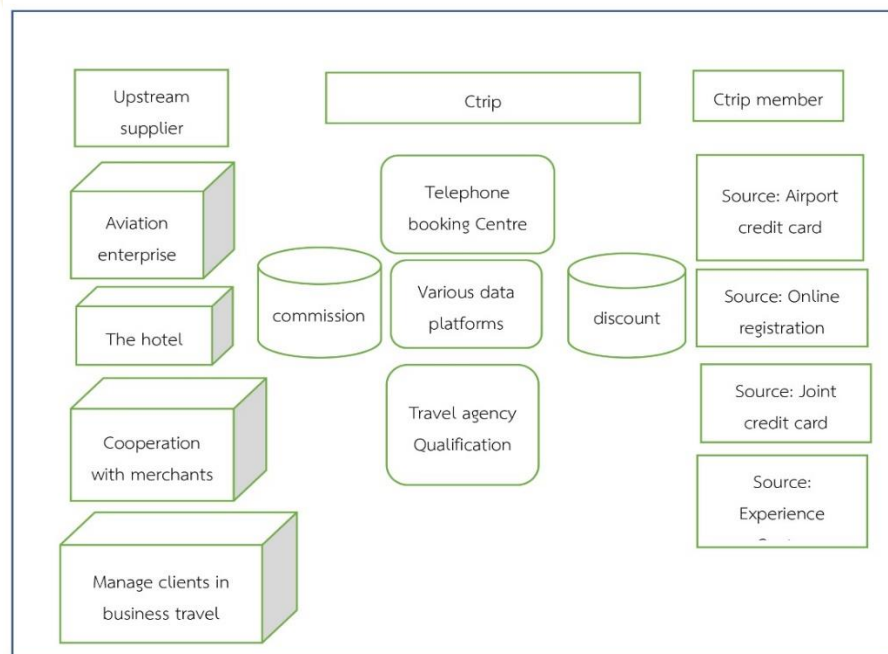 Upstream
supplier
Ctrip
Ctrip member
Aviation
enterprise
The hotel
Cooperation
with merchants
Manage clients in
business travel
commission
Telephone
booking Centre
Various data
platforms
Travel agency
Qualification
discount
Source: Airport
credit card
Source: Online
registration
Source: Joint
credit card
Source:
Experience